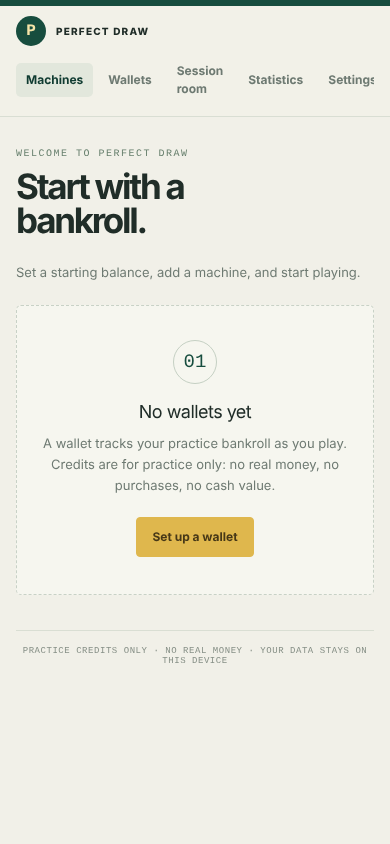 P PERFECT DRAW
Machines Wallets Session room Statistics Settings
WELCOME TO PERFECT DRAW
Start with a
bankroll.
Set a starting balance, add a machine, and start playing.
01
No wallets yet
A wallet tracks your practice bankroll as you play.
Credits are for practice only: no real money, no
purchases, no cash value.
Set up a wallet
PRACTICE CREDITS ONLY · NO REAL MONEY · YOUR DATA STAYS ON
THIS DEVICE